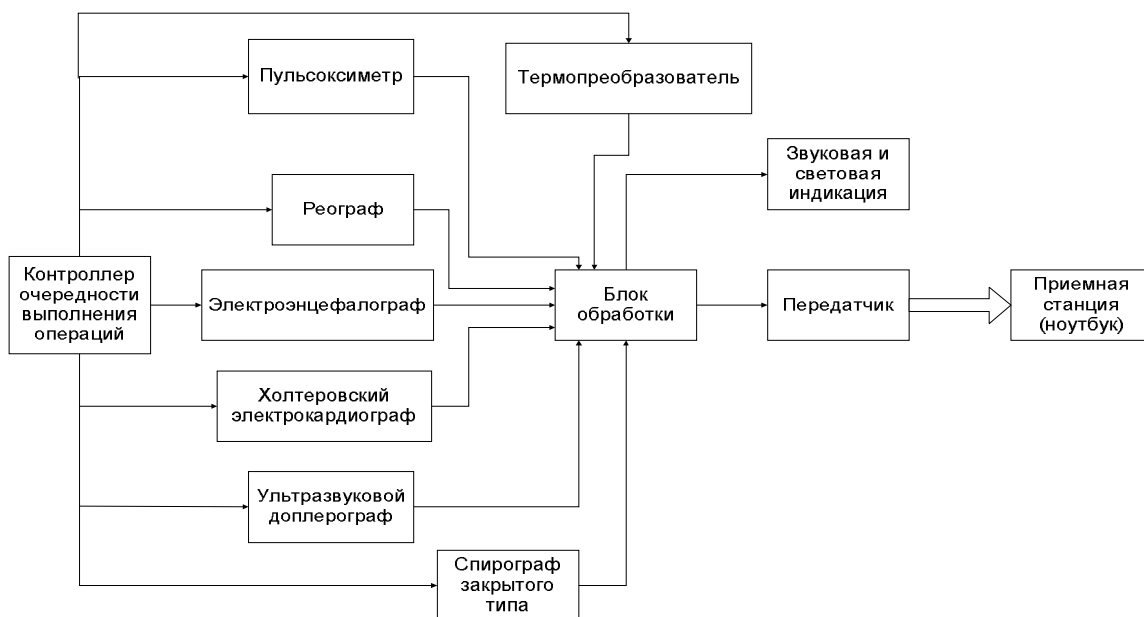 Пульсоксиметр
Термопреобразователь
Звуковая и
световая
индикация
Реограф
Контроллер
очередности
выполнения
операций
Электроэнцефалограф
Блок
обработки
Передатчик
Приемная
станция
(ноутбук)
Холтеровский
электрокардиограф
Ультразвуковой
доплерограф
Спирограф
закрытого
типа